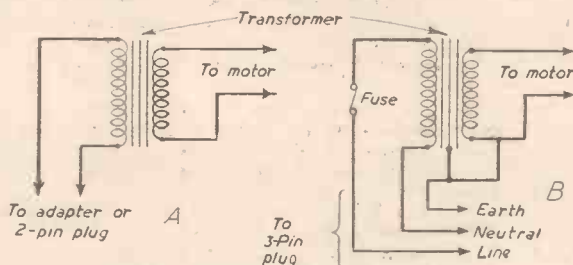 Transformer
To motor
To adapter or
2-pin plug
A
Fuse
To motor
B
To
3-Pin
plug
Earth
Neutral
Line